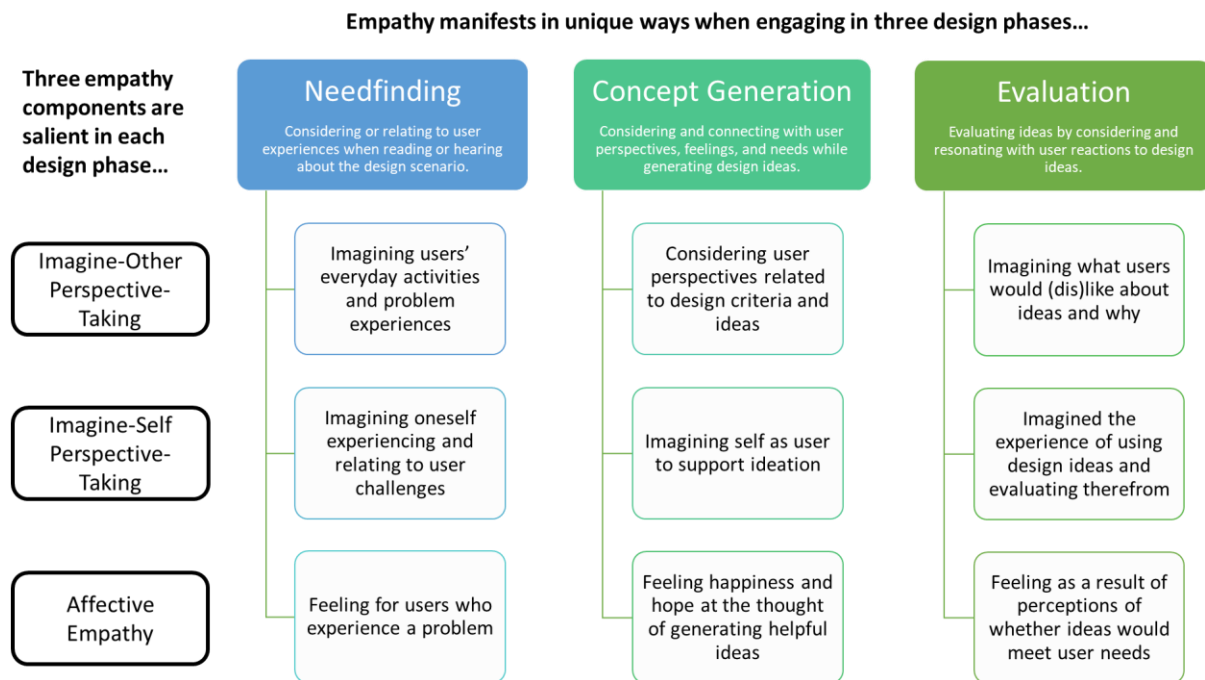 Empathy manifests in unique ways when engaging in three design phases…
Three empathy
components are
salient in each
design phase…
Needfinding
Considering or relating to user
experiences when reading or hearing
about the design scenario.
Concept Generation
Considering and connecting with user
perspectives, feelings, and needs while
generating design ideas.
Evaluation
Evaluating ideas by considering and
resonating with user reactions to design
ideas.
Imagine-Other
Perspective-
Taking
Imagining users’
everyday activities
and problem
experiences
Considering user
perspectives related
to design criteria and
ideas
Imagining what users
would (dis)like about
ideas and why
Imagine-Self
Perspective-
Taking
Imagining oneself
experiencing and
relating to user
challenges
Imagining self as user
to support ideation
Imagined the
experience of using
design ideas and
evaluating therefrom
Affective
Empathy
Feeling for users who
experience a problem
Feeling happiness and
hope at the thought
of generating helpful
ideas
Feeling as a result of
perceptions of
whether ideas would
meet user needs